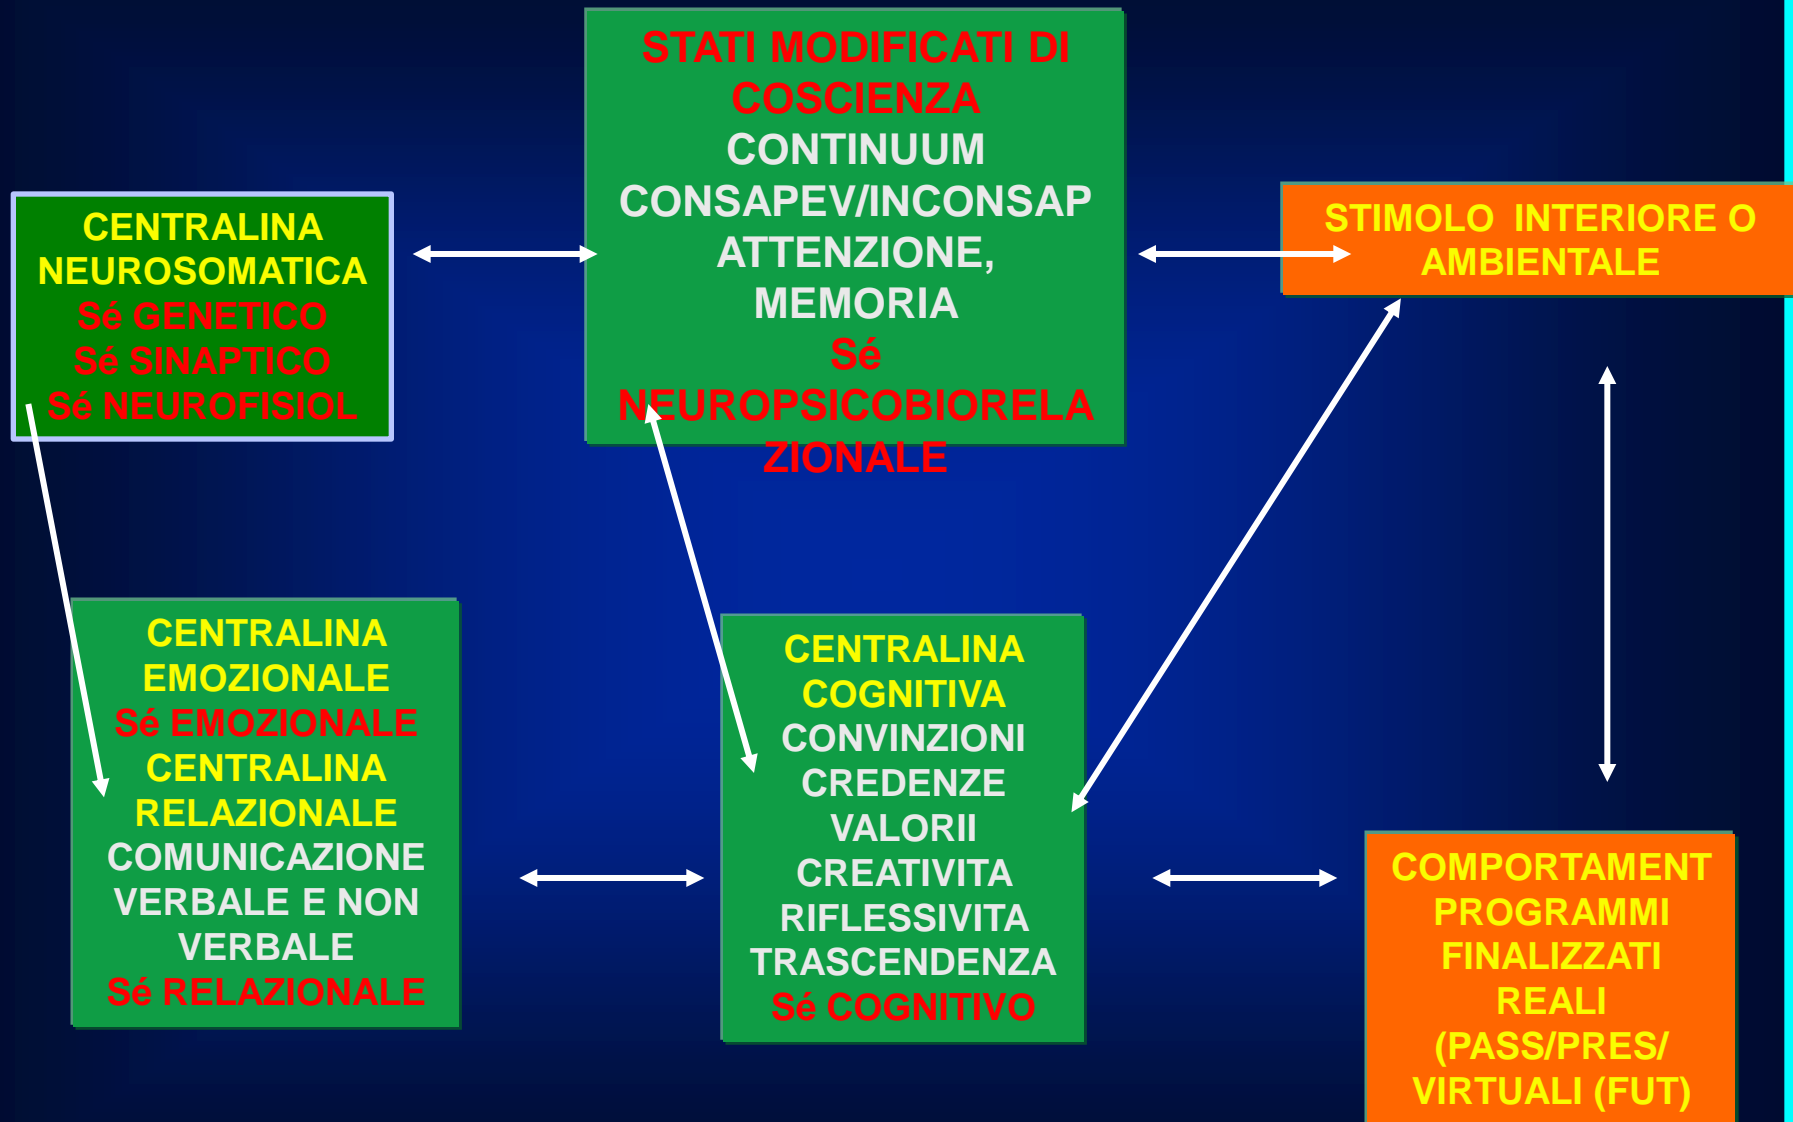 STATI MODIFICATI DI
COSCIENZA
CONTINUUM
CONSAPEV/INCONSAP
ATTENZIONE,
MEMORIA
Sé
NEUROPSICOBIORELA
ZIONALE
CENTRALINA
NEUROSOMATICA
Sé GENETICO
Sé SINAPTICO
Sé NEUROFISIOL
STIMOLO INTERIORE O
AMBIENTALE
CENTRALINA
EMOZIONALE
Sé EMOZIONALE
CENTRALINA
RELAZIONALE
COMUNICAZIONE
VERBALE E NON
VERBALE
Sé RELAZIONALE
CENTRALINA
COGNITIVA
CONVINZIONI
CREDENZE
VALORII
CREATIVITA
RIFLESSIVITA
TRASCENDENZA
Sé COGNITIVO
COMPORTAMENT
PROGRAMMI
FINALIZZATI
REALI
(PASS/PRES/
VIRTUALI (FUT)